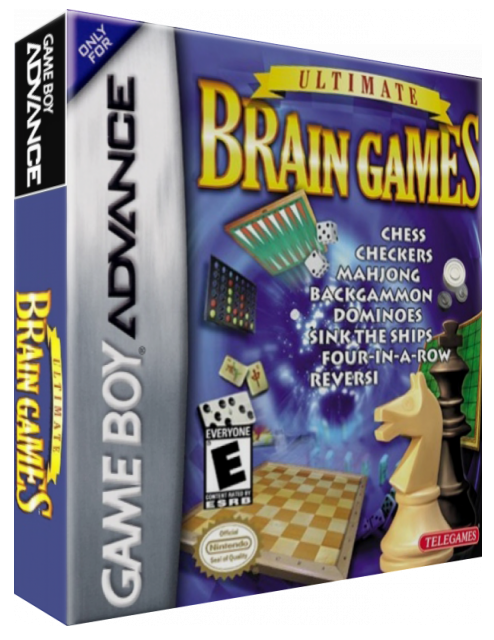 GAME BOY
ADVANCE
ULTIMATE
BRAIN GAMES
ONLY
FOR
GAME BOY ADVANCE
ULTIMATE
BRAIN GAMES
CHESS
CHECKERS
MAHJONG
BACKGAMMON
DOMINOES
SINK THE SHIPS
FOUR-IN-A-ROW
REVERSI
EVERYONE
E
CONTENT RATED BY
ESRB
Official
Nintendo
Seal of Quality
TELEGAMES